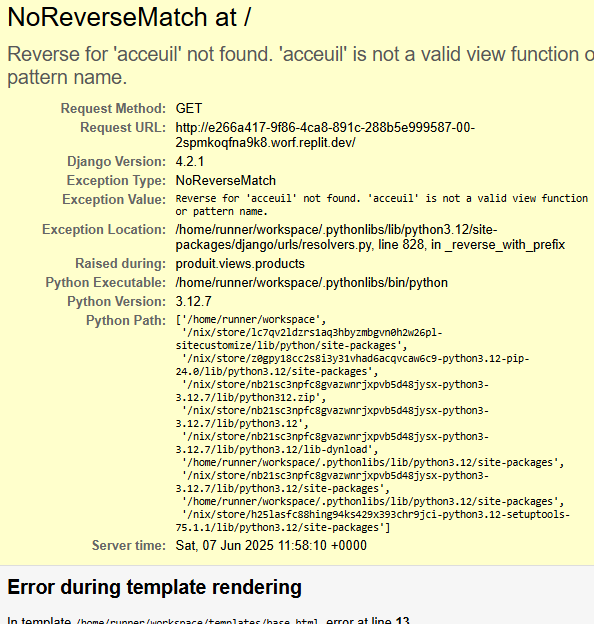 NoReverseMatch at /
Reverse for 'acceuil' not found. 'acceuil' is not a valid view function o
pattern name.
Request Method: GET
Request URL: http://e266a417-9f86-4ca8-891c-288b5e999587-00-
2spmkoqfna9k8.worf.replit.dev/
Django Version: 4.2.1
Exception Type: NoReverseMatch
Exception Value: Reverse for 'acceuil' not found. 'acceuil' is not a valid view function
or pattern name.
Exception Location: /home/runner/workspace/.pythonlibs/lib/python3.12/site-
packages/django/urls/resolvers.py, line 828, in _reverse_with_prefix
Raised during: produit.views.products
Python Executable: /home/runner/workspace/.pythonlibs/bin/python
Python Version: 3.12.7
Python Path: ['/home/runner/workspace',
'/nix/store/lc7qv2ldzrs1aq3hbyzmbgvn0h2w26pl-
sitecustomize/lib/python/site-packages',
'/nix/store/z0gpy18cc2s8i3y31vhad6acqvcaw6c9-python3.12-pip-
24.0/lib/python3.12/site-packages',
'/nix/store/nb21sc3npfc8gvazwnrjxpvb5d48jysx-python3-
3.12.7/lib/python312.zip',
'/nix/store/nb21sc3npfc8gvazwnrjxpvb5d48jysx-python3-
3.12.7/lib/python3.12',
'/nix/store/nb21sc3npfc8gvazwnrjxpvb5d48jysx-python3-
3.12.7/lib/python3.12/lib-dynload',
'/home/runner/workspace/.pythonlibs/lib/python3.12/site-packages',
'/nix/store/nb21sc3npfc8gvazwnrjxpvb5d48jysx-python3-
3.12.7/lib/python3.12/site-packages',
'/home/runner/workspace/.pythonlibs/lib/python3.12/site-packages',
'/nix/store/h25lasfc88hing94ks429x393chr9jci-python3.12-setuptools-
75.1.1/lib/python3.12/site-packages']
Server time: Sat, 07 Jun 2025 11:58:10 +0000
Error during template rendering
In template /home/runner/workspace/templates/base.html, error at line 13